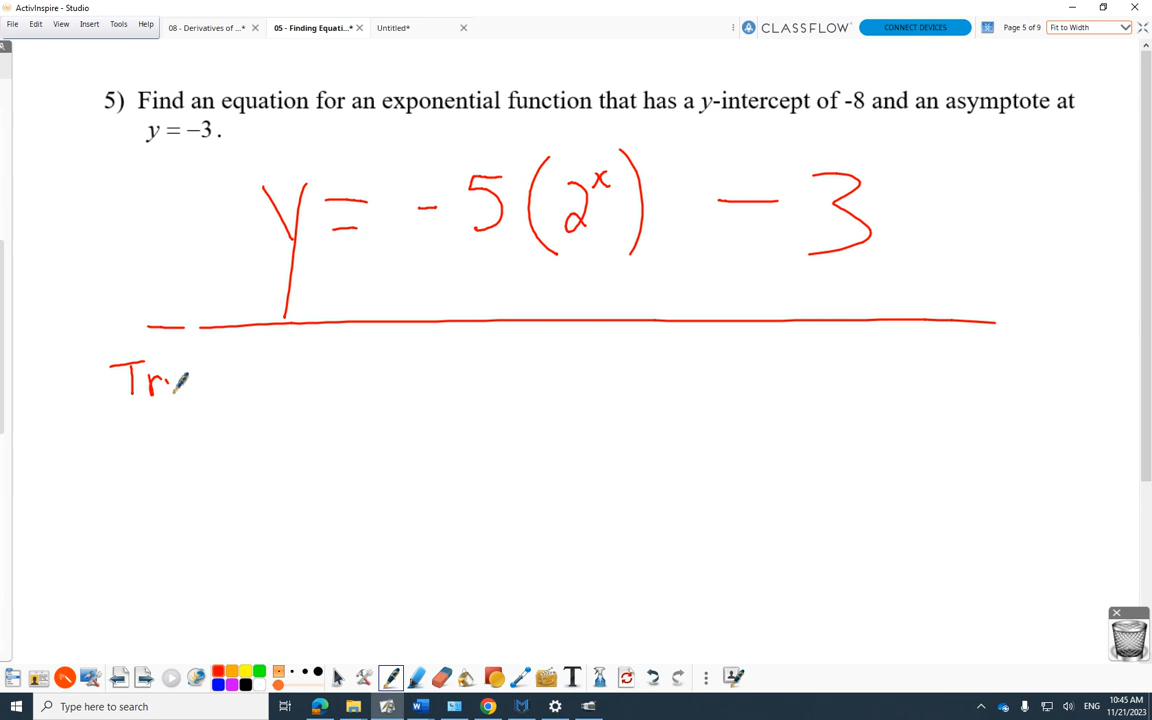 ActivInspire - Studio
File Edit View Insert Tools Help
08 - Derivatives of ...*
05 - Finding Equati...*
Untitled*
CLASSFLOW
CONNECT DEVICES
Page 5 of 9
Fit to Width
5) Find an equation for an exponential function that has a y-intercept of -8 and an asymptote at
y = –3 .
y = - 5 ( 2^x ) - 3
Tr
Type here to search
ENG
10:45 AM
11/21/2023